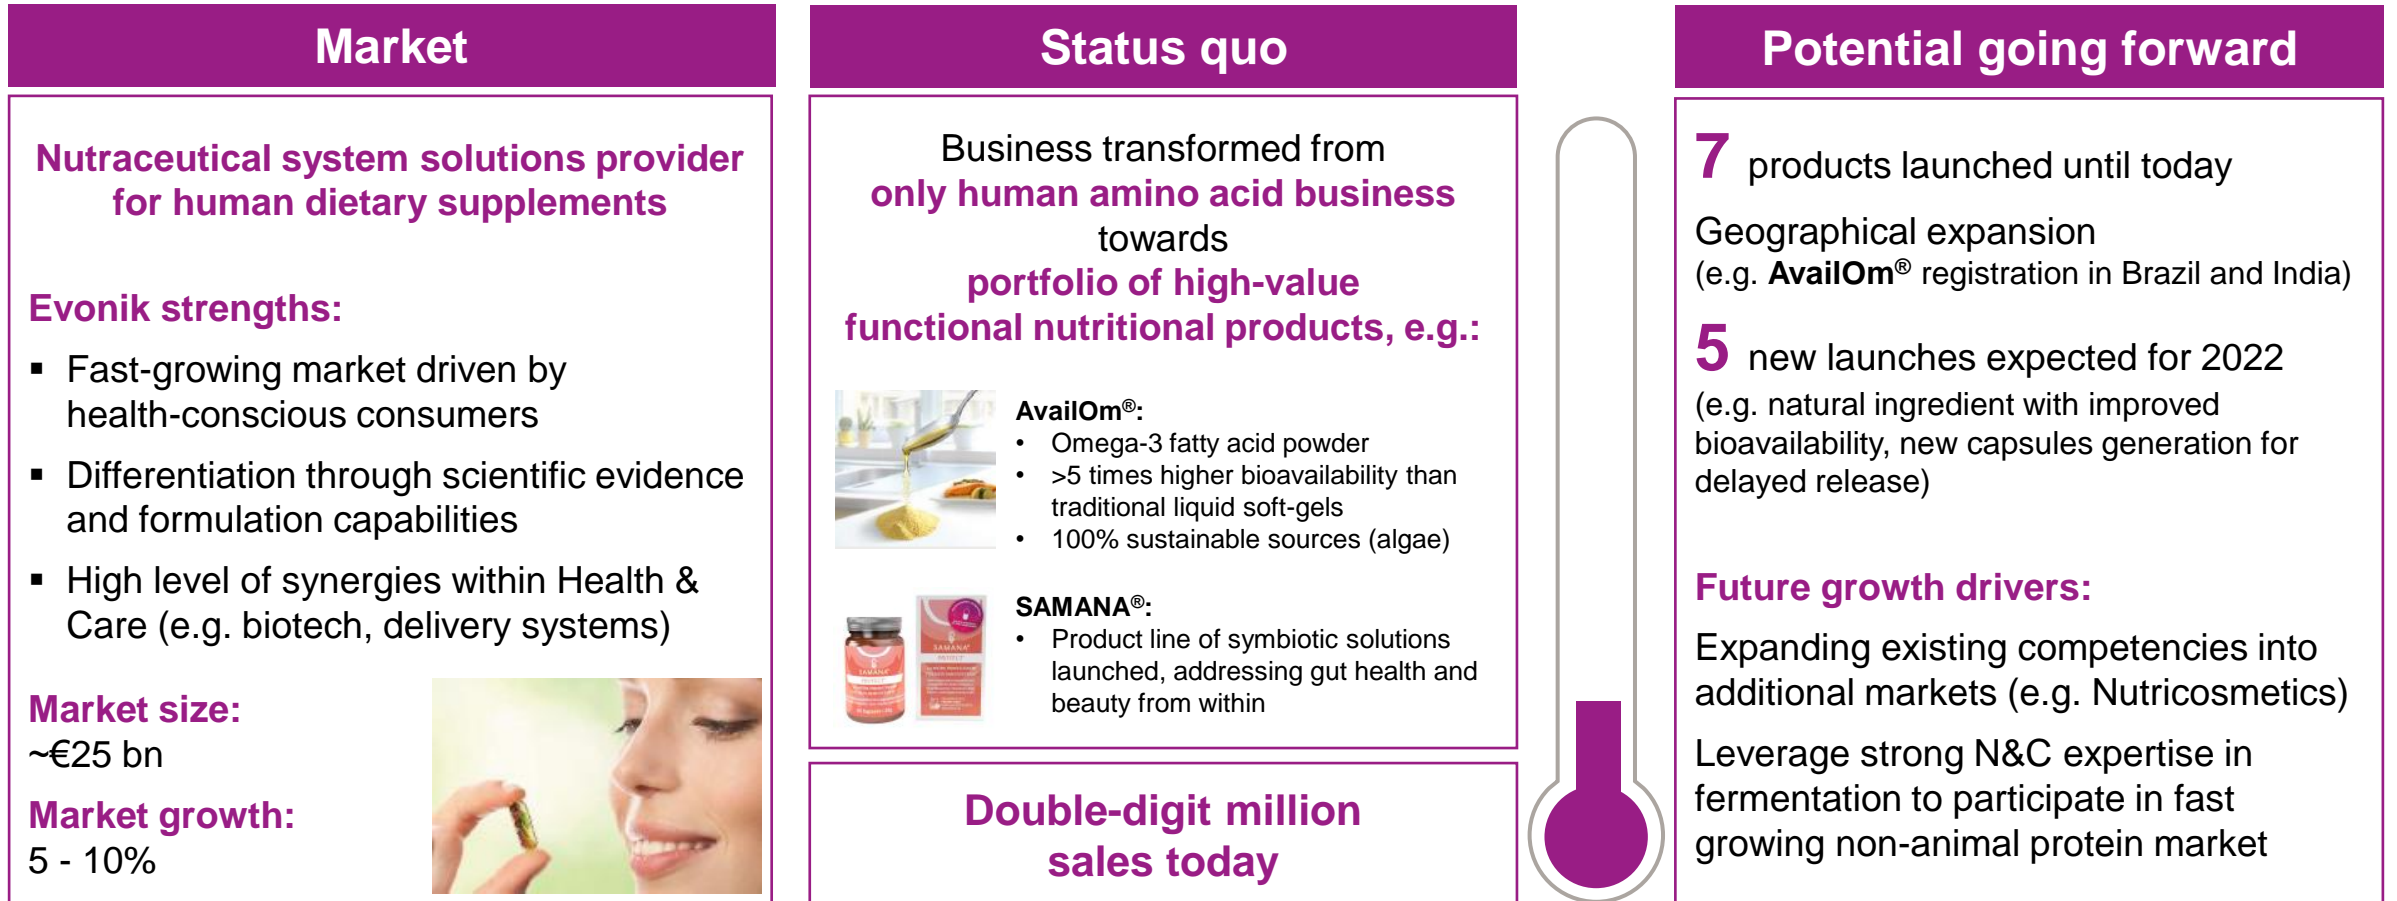 Market
Nutraceutical system solutions provider
for human dietary supplements
Evonik strengths:
▪ Fast-growing market driven by
health-conscious consumers
▪ Differentiation through scientific evidence
and formulation capabilities
▪ High level of synergies within Health &
Care (e.g. biotech, delivery systems)
Market size:
~€25 bn
Market growth:
5 - 10%
Status quo
Business transformed from
only human amino acid business
towards
portfolio of high-value
functional nutritional products, e.g.:
AvailOm®:
• Omega-3 fatty acid powder
• >5 times higher bioavailability than
traditional liquid soft-gels
• 100% sustainable sources (algae)
SAMANA®:
• Product line of symbiotic solutions
launched, addressing gut health and
beauty from within
SAMANA®
PROTECT
SAMANA®
PROTECT
Double-digit million
sales today
Potential going forward
7 products launched until today
Geographical expansion
(e.g. AvailOm® registration in Brazil and India)
5 new launches expected for 2022
(e.g. natural ingredient with improved
bioavailability, new capsules generation for
delayed release)
Future growth drivers:
Expanding existing competencies into
additional markets (e.g. Nutricosmetics)
Leverage strong N&C expertise in
fermentation to participate in fast
growing non-animal protein market